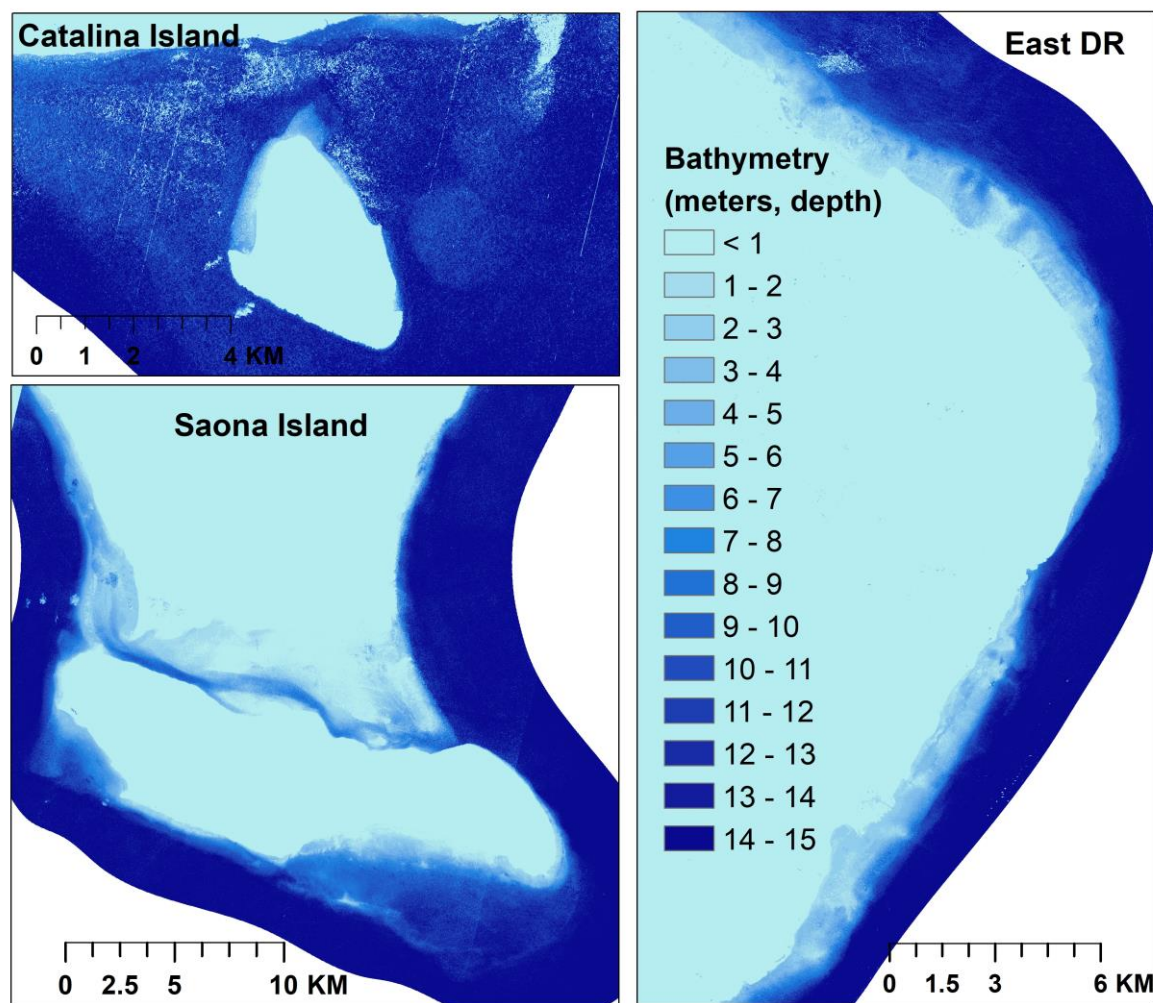 Catalina Island
0 1 2 4 KM
Saona Island
0 2.5 5 10 KM
East DR
Bathymetry
(meters, depth)
< 1
1 - 2
2 - 3
3 - 4
4 - 5
5 - 6
6 - 7
7 - 8
8 - 9
9 - 10
10 - 11
11 - 12
12 - 13
13 - 14
14 - 15
0 1.5 3 6 KM